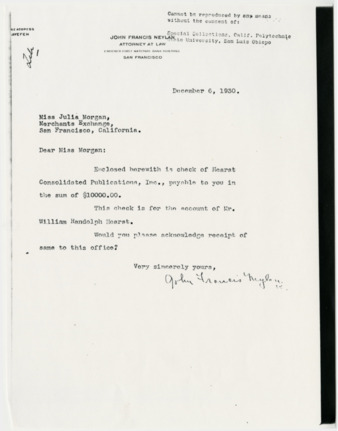 Cannot be reproduced by any means
without the consent of:
Special Collections, Calif. Polytechnic
State University, San Luis Obispo
JOHN FRANCIS NEYLAN
ATTORNEY AT LAW
SAN FRANCISCO
December 6, 1930.
Miss Julia Morgan,
Merchants Exchange,
San Francisco, California.
Dear Miss Morgan:
Enclosed herewith is check of Hearst
Consolidated Publications, Inc., payable to you in
the sum of $10000.00.
This check is for the account of Mr.
William Randolph Hearst.
Would you please acknowledge receipt of
same to this office?
Very sincerely yours,
John Francis Neylan